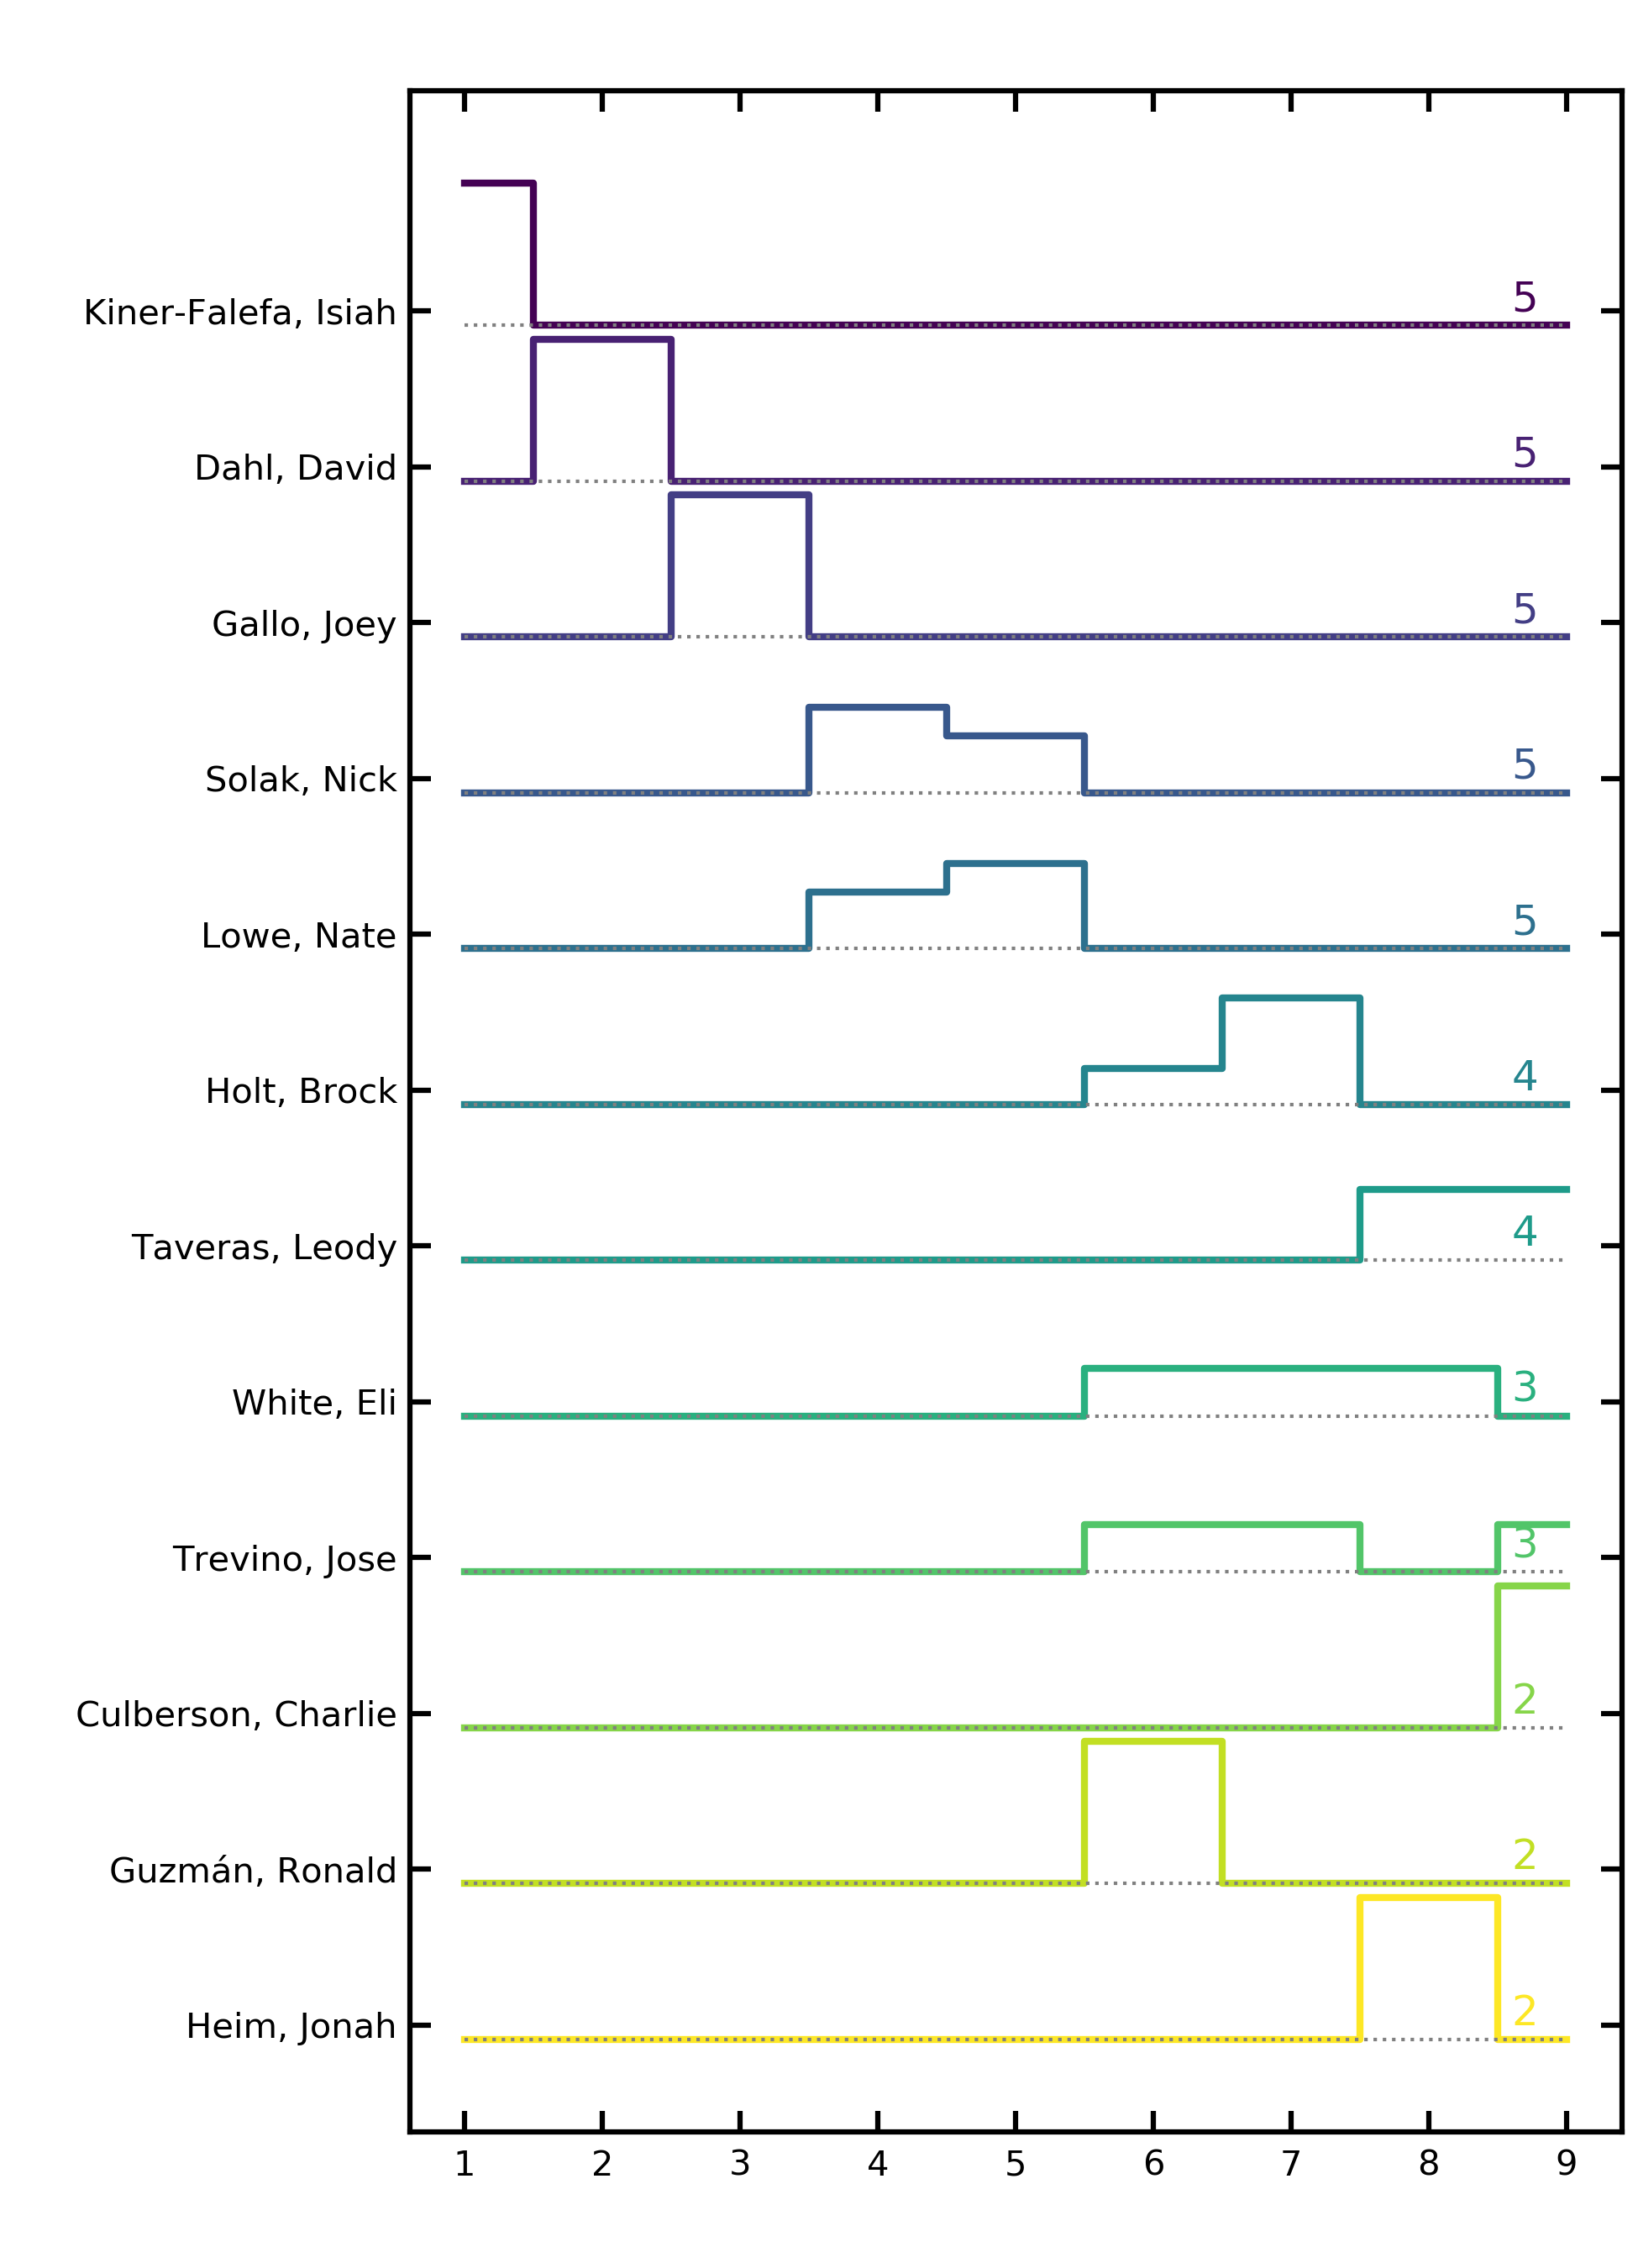 Kiner-Falefa, Isiah 5
Dahl, David 5
Gallo, Joey 5
Solak, Nick 5
Lowe, Nate 5
Holt, Brock 4
Taveras, Leody 4
White, Eli 3
Trevino, Jose 3
Culberson, Charlie 2
Guzmán, Ronald 2
Heim, Jonah 2
1 2 3 4 5 6 7 8 9